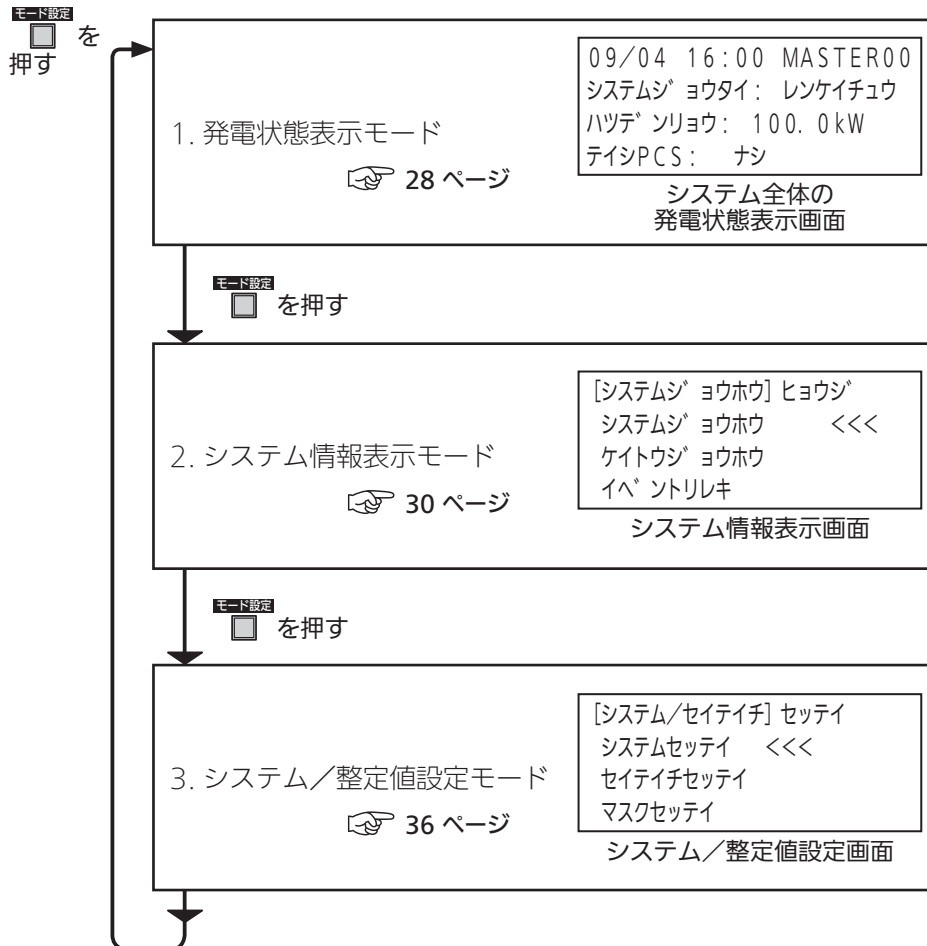 モード設定
を
押す
1. 発電状態表示モード
28 ページ
09/04 16:00 MASTER00
システムジョウタイ: レンケイチュウ
ハツデンリョウ: 100.0kW
テイシPCS: ナシ
システム全体の
発電状態表示画面
モード設定
を押す
2. システム情報表示モード
30 ページ
[システムジョウホウ] ヒョウジ
システムジョウホウ <<<
ケイトウジョウホウ
イベントリレキ
システム情報表示画面
モード設定
を押す
3. システム/整定値設定モード
36 ページ
[システム/セイテイチ] セッテイ
システムセッテイ <<<
セイテイチセッテイ
マスクセッテイ
システム/整定値設定画面